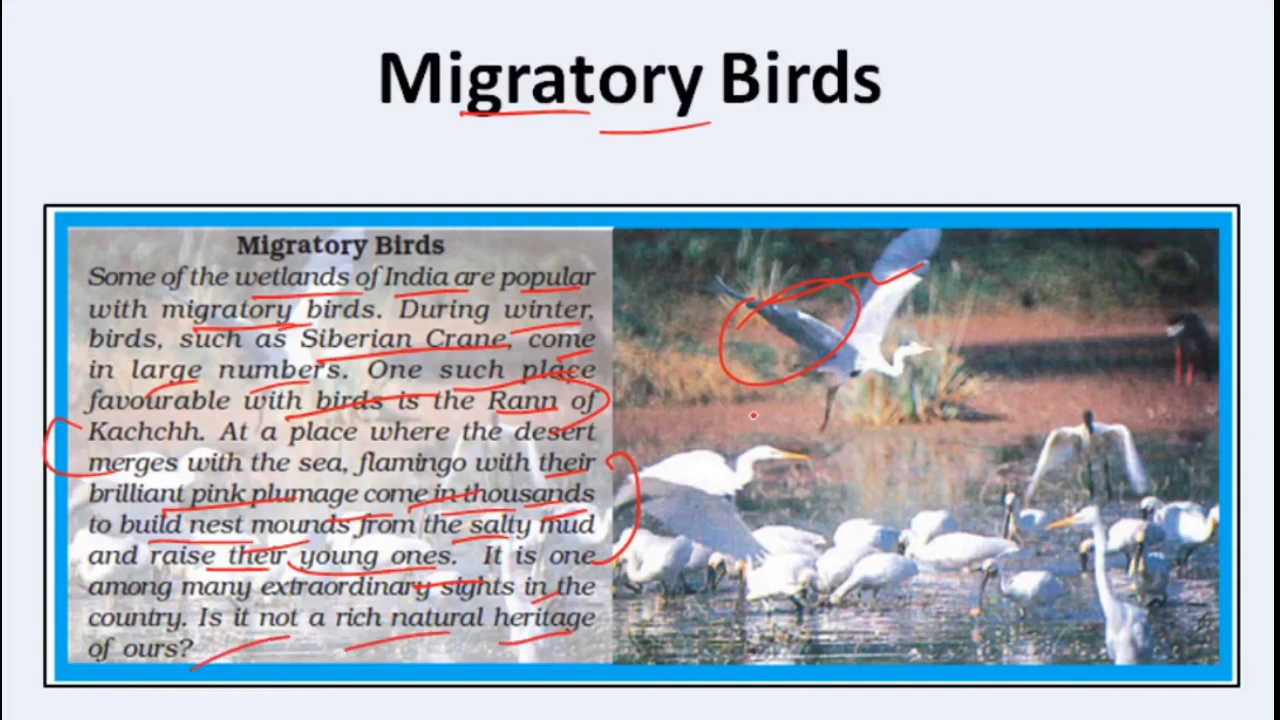 Migratory Birds
Migratory Birds
Some of the wetlands of India are popular
with migratory birds. During winter,
birds, such as Siberian Crane, come
in large numbers. One such place
favourable with birds is the Rann of
Kachchh. At a place where the desert
merges with the sea, flamingo with their
brilliant pink plumage come in thousands
to build nest mounds from the salty mud
and raise their young ones. It is one
among many extraordinary sights in the
country. Is it not a rich natural heritage
of ours?